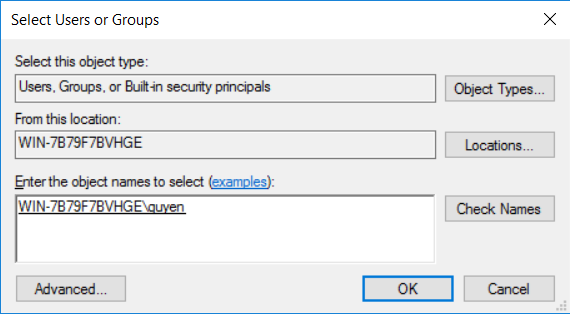 Select Users or Groups
Select this object type:
Users, Groups, or Built-in security principals
Object Types...
From this location:
WIN-7B79F7BVHGE
Locations...
Enter the object names to select (examples):
WIN-7B79F7BVHGE\quyen
Check Names
Advanced...
OK
Cancel